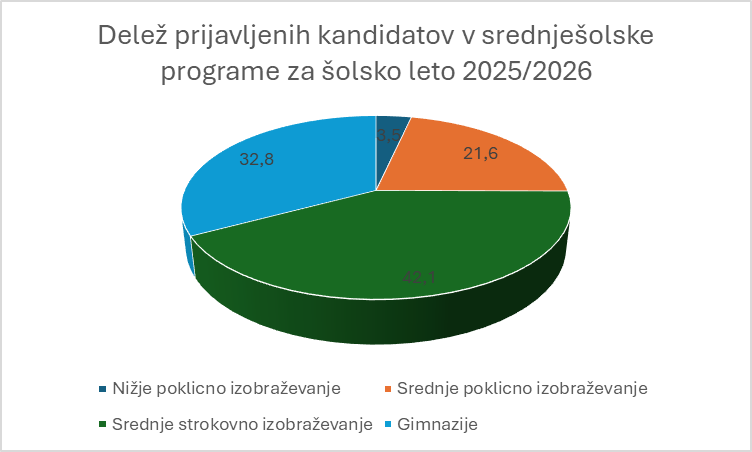 Delež prijavljenih kandidatov v srednješolske
programe za šolsko leto 2025/2026
3,5
21,6
32,8
42,1
Nižje poklicno izobraževanje
Srednje poklicno izobraževanje
Srednje strokovno izobraževanje
Gimnazije